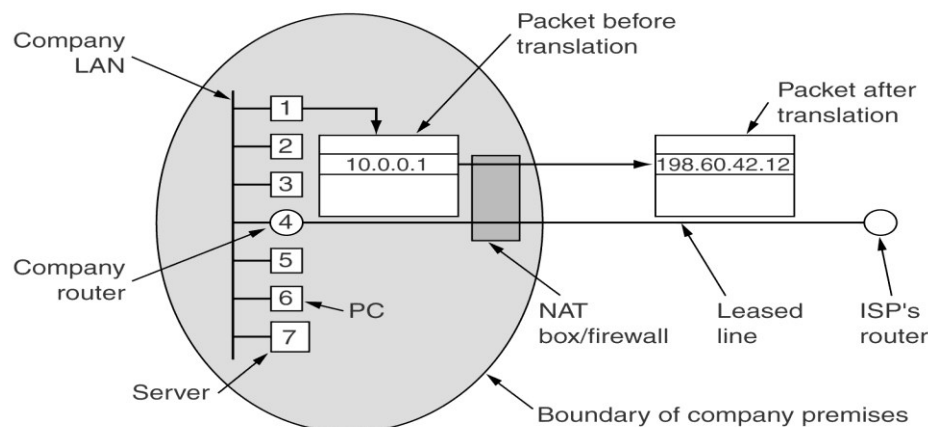 Packet before
translation
Company
LAN
Packet after
translation
1
2
10.0.0.1
198.60.42.12
3
4
Company
router
5
6
PC
NAT
box/firewall
Leased
line
ISP's
router
7
Server
Boundary of company premises